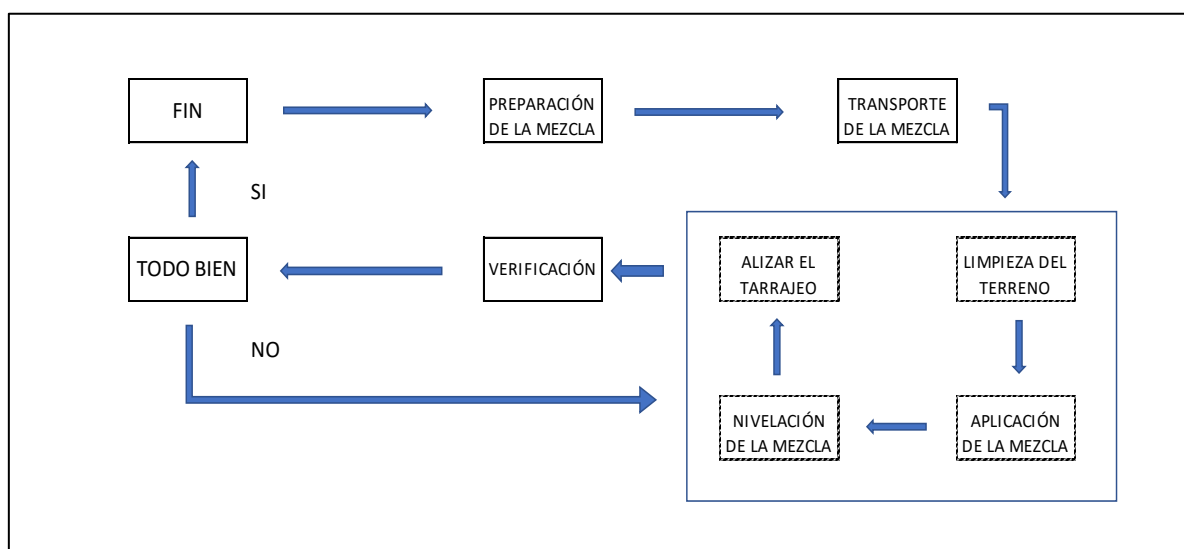 FIN
PREPARACIÓN
DE LA MEZCLA
TRANSPORTE
DE LA MEZCLA
SI
TODO BIEN
VERIFICACIÓN
ALIZAR EL
TARRAJEO
LIMPIEZA DEL
TERRENO
NO
NIVELACIÓN
DE LA MEZCLA
APLICACIÓN
DE LA MEZCLA